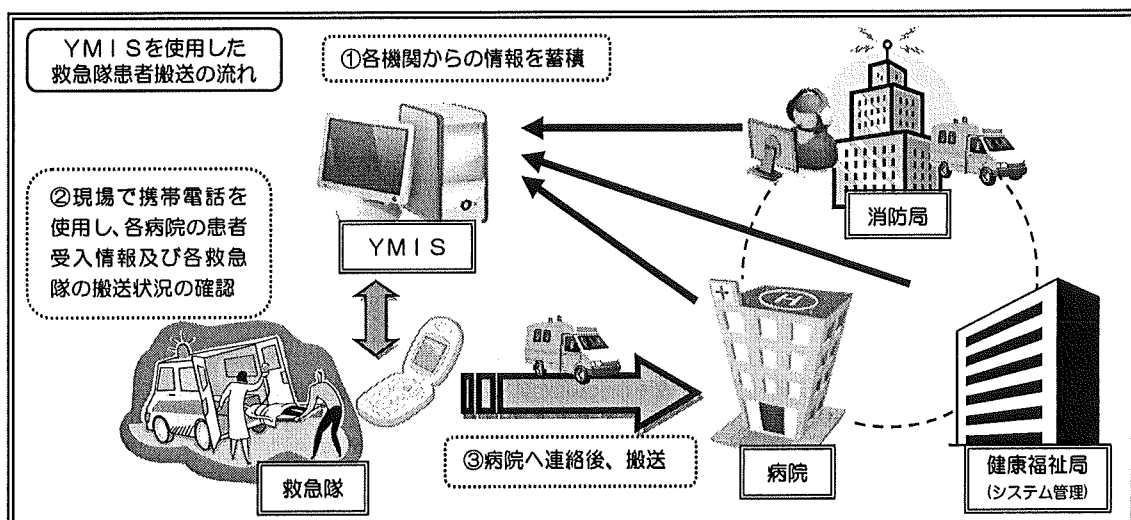 YMISを使用した
救急隊患者搬送の流れ
①各機関からの情報を蓄積
②現場で携帯電話を
使用し、各病院の患者
受入情報及び各救急
隊の搬送状況の確認
YMIS
消防局
H
救急隊
③病院へ連絡後、搬送
病院
健康福祉局
(システム管理)